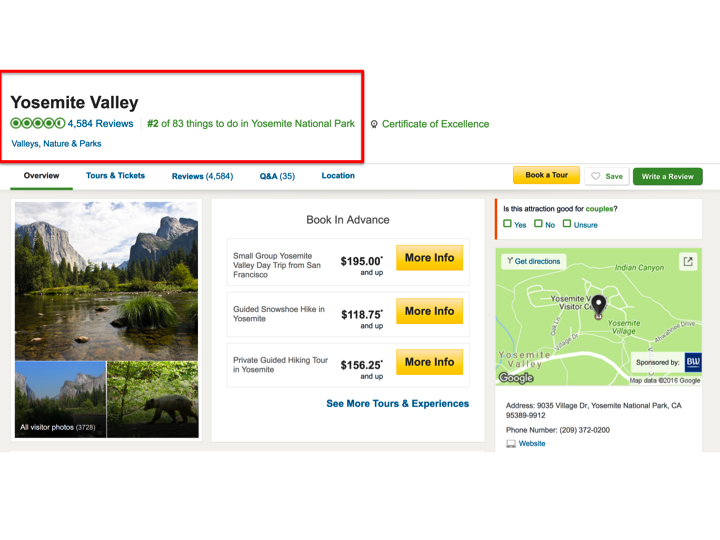 Yosemite Valley
4,584 Reviews
#2 of 83 things to do in Yosemite National Park
Certificate of Excellence
Valleys, Nature & Parks
Overview
Tours & Tickets
Reviews (4,584)
Q&A (35)
Location
Book a Tour
Save
Write a Review
All visitor photos (3728)
Book In Advance
Small Group Yosemite
Valley Day Trip from San
Francisco
$195.00*
and up
More Info
Guided Snowshoe Hike in
Yosemite
$118.75*
and up
More Info
Private Guided Hiking Tour
in Yosemite
$156.25*
and up
More Info
See More Tours & Experiences
Is this attraction good for couples?
Yes
No
Unsure
Get directions
Indian Canyon
Yosemite V
Visitor C
Oak Ln
Village Dr
Yosemite
Village
Ahwahnee Drive
Yosemite
Valley
Google
Sponsored by: BW
Map data ©2016 Google
Address: 9035 Village Dr, Yosemite National Park, CA
95389-9912
Phone Number: (209) 372-0200
Website